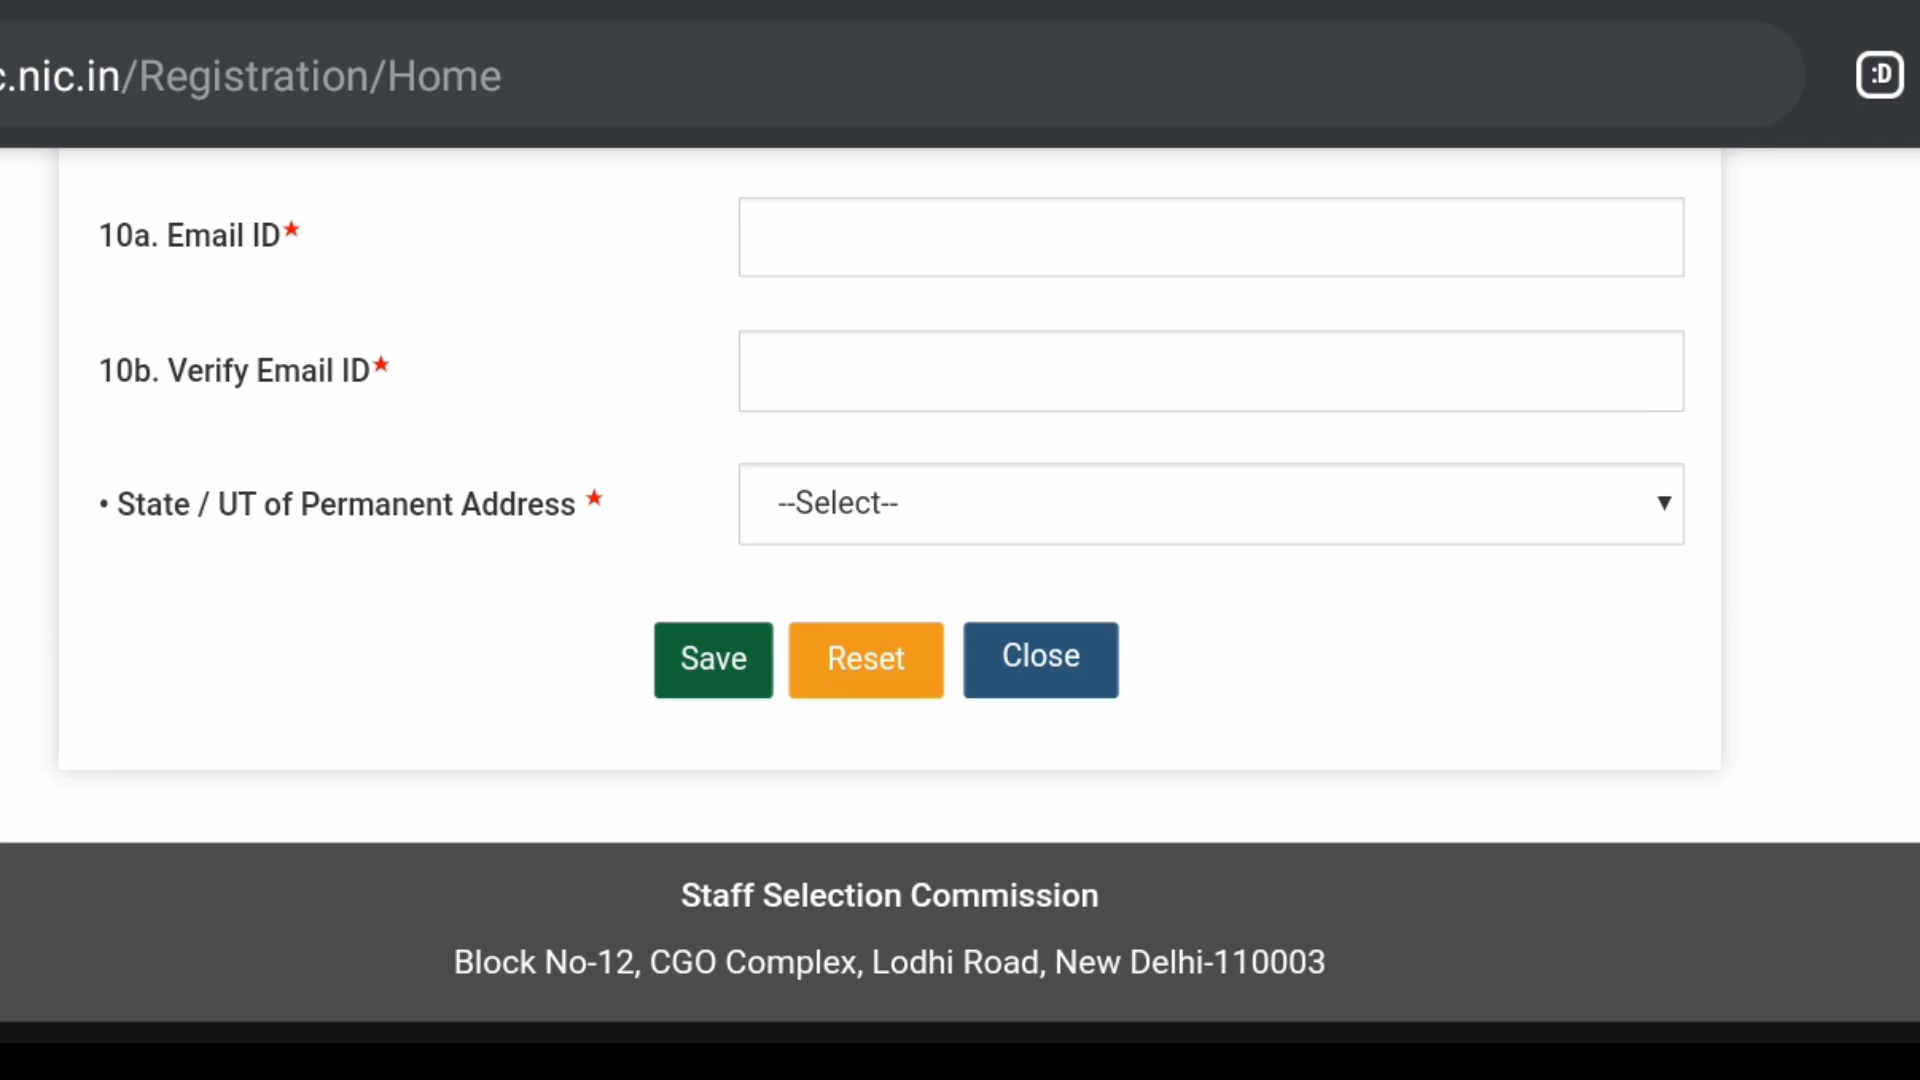 c.nic.in/Registration/Home
:D
10a. Email ID*
10b. Verify Email ID*
• State / UT of Permanent Address *
--Select--
Save
Reset
Close
Staff Selection Commission
Block No-12, CGO Complex, Lodhi Road, New Delhi-110003